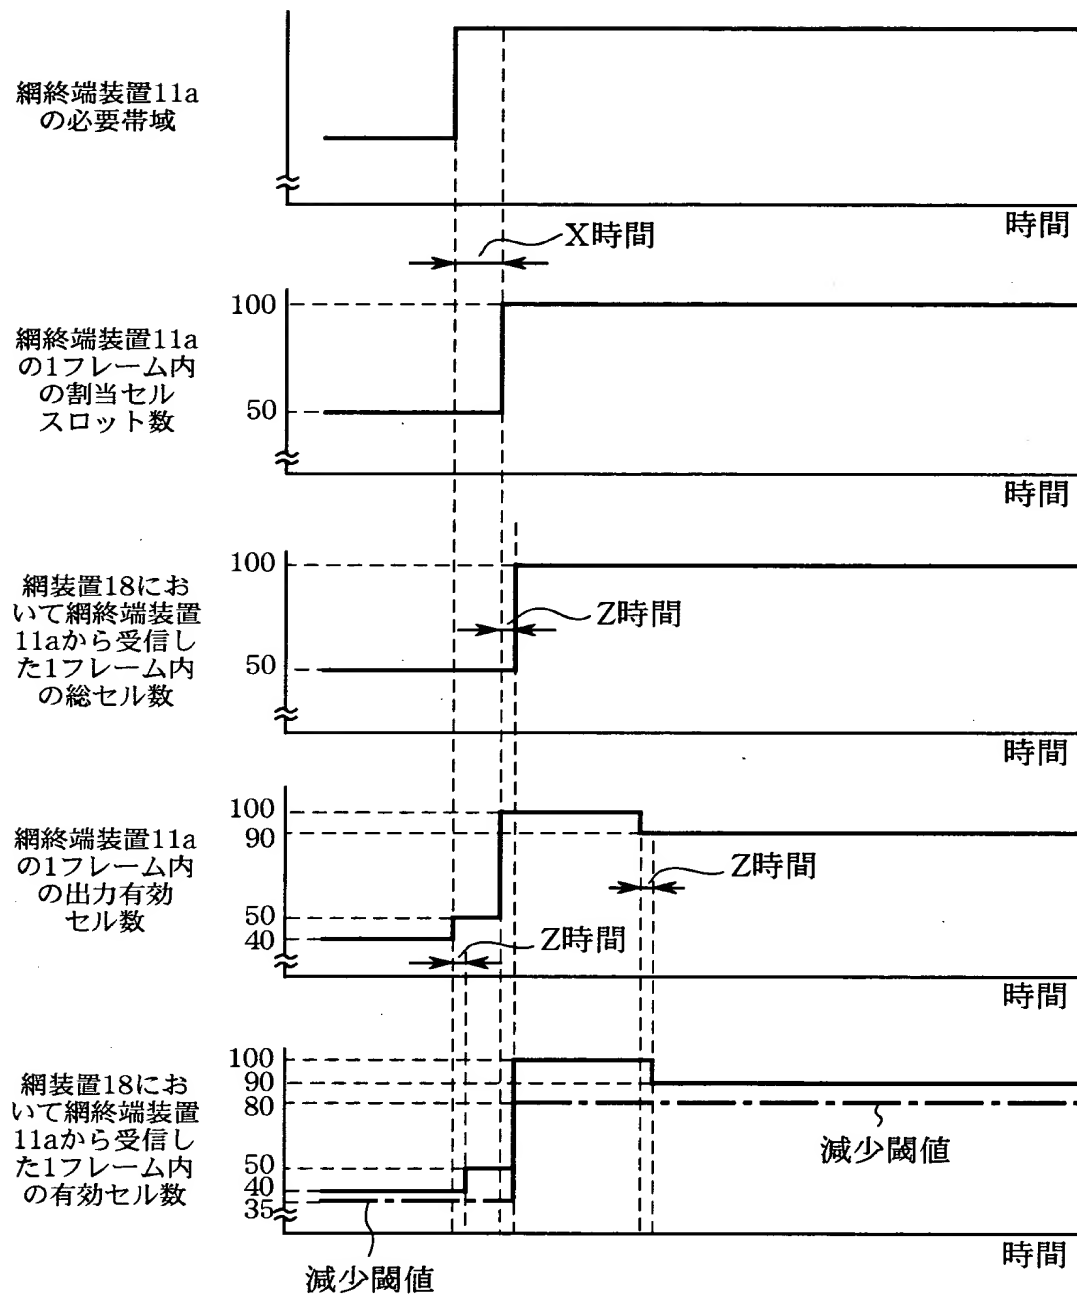 網終端装置11a
の必要帯域
時間
X時間
網終端装置11a
の1フレーム内
の割当セル
スロット数
100
50
時間
網装置18にお
いて網終端装置
11aから受信し
た1フレーム内
の総セル数
100
50
Z時間
時間
網終端装置11a
の1フレーム内
の出力有効
セル数
100
90
50
40
Z時間
Z時間
時間
網装置18にお
いて網終端装置
11aから受信し
た1フレーム内
の有効セル数
100
90
80
50
40
35
減少閾値
減少閾値
時間